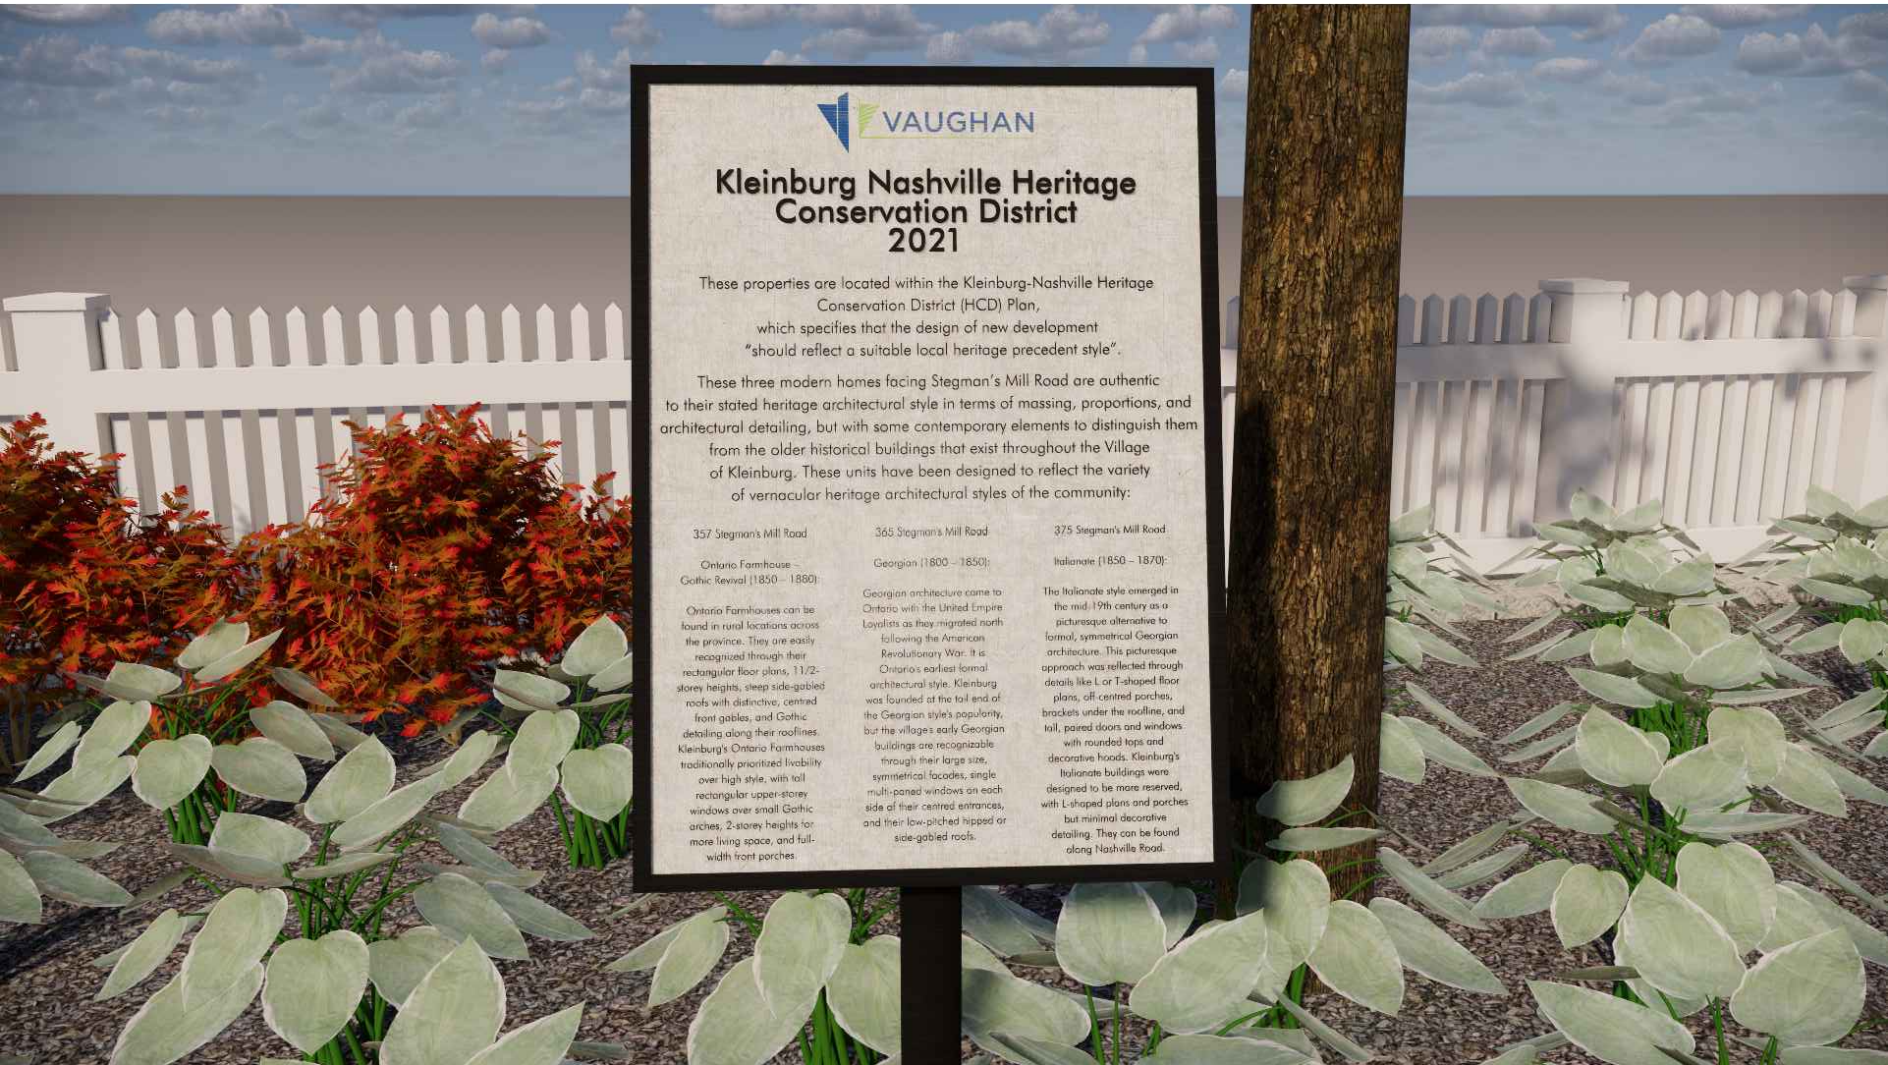 VAUGHAN
Kleinburg Nashville Heritage
Conservation District
2021
These properties are located within the Kleinburg-Nashville Heritage
Conservation District (HCD) Plan,
which specifies that the design of new development
"should reflect a suitable local heritage precedent style".
These three modern homes facing Stegman's Mill Road are authentic
to their stated heritage architectural style in terms of massing, proportions, and
architectural detailing, but with some contemporary elements to distinguish them
from the older historical buildings that exist throughout the Village
of Kleinburg. These units have been designed to reflect the variety
of vernacular heritage architectural styles of the community:
357 Stegman's Mill Road
Ontario Farmhouse –
Gothic Revival (1850 – 1880):
Ontario Farmhouses can be
found in rural locations across
the province. They are easily
recognized through their
rectangular floor plans, 11/2-
storey heights, steep side-gabled
roofs with distinctive, centred
front gables, and Gothic
detailing along their rooflines.
Kleinburg's Ontario Farmhouses
traditionally prioritized livability
over high style, with tall
rectangular upper-storey
windows over small Gothic
arches, 2-storey heights for
more living space, and full-
width front porches.
365 Stegman's Mill Road
Georgian (1800 – 1850):
Georgian architecture came to
Ontario with the United Empire
Loyalists as they migrated north
following the American
Revolutionary War. It is
Ontario's earliest formal
architectural style. Kleinburg
was founded at the tail end of
the Georgian style's popularity,
but the village's early Georgian
buildings are recognizable
through their large size,
symmetrical facades, single
multi-paned windows on each
side of their centred entrances,
and their low-pitched hipped or
side-gabled roofs.
375 Stegman's Mill Road
Italianate (1850 – 1870):
The Italianate style emerged in
the mid 19th century as a
picturesque alternative to
formal, symmetrical Georgian
architecture. This picturesque
approach was reflected through
details like L or T-shaped floor
plans, off-centred porches,
brackets under the roofline, and
tall, paired doors and windows
with rounded tops and
decorative hoods. Kleinburg's
Italianate buildings were
designed to be more reserved,
with L-shaped plans and porches
but minimal decorative
detailing. They can be found
along Nashville Road.